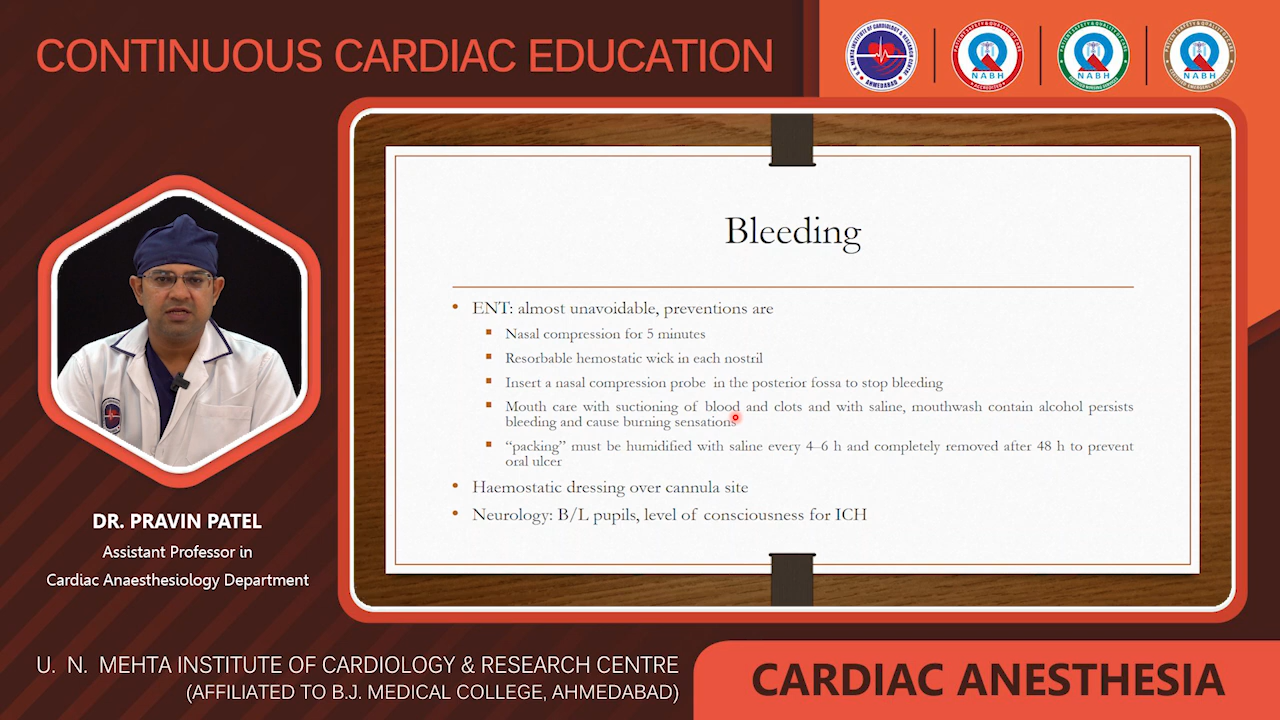 CONTINUOUS CARDIAC EDUCATION
AHMEDABAD
NABH
NABH
NABH
Bleeding
• ENT: almost unavoidable, preventions are
▪ Nasal compression for 5 minutes
▪ Resorbable hemostatic wick in each nostril
▪ Insert a nasal compression probe in the posterior fossa to stop bleeding
▪ Mouth care with suctioning of blood and clots and with saline, mouthwash contain alcohol persists
bleeding and cause burning sensations
▪ “packing” must be humidified with saline every 4–6 h and completely removed after 48 h to prevent
oral ulcer
• Haemostatic dressing over cannula site
• Neurology: B/L pupils, level of consciousness for ICH
DR. PRAVIN PATEL
Assistant Professor in
Cardiac Anaesthesiology Department
U. N. MEHTA INSTITUTE OF CARDIOLOGY & RESEARCH CENTRE
(AFFILIATED TO B.J. MEDICAL COLLEGE, AHMEDABAD)
CARDIAC ANESTHESIA